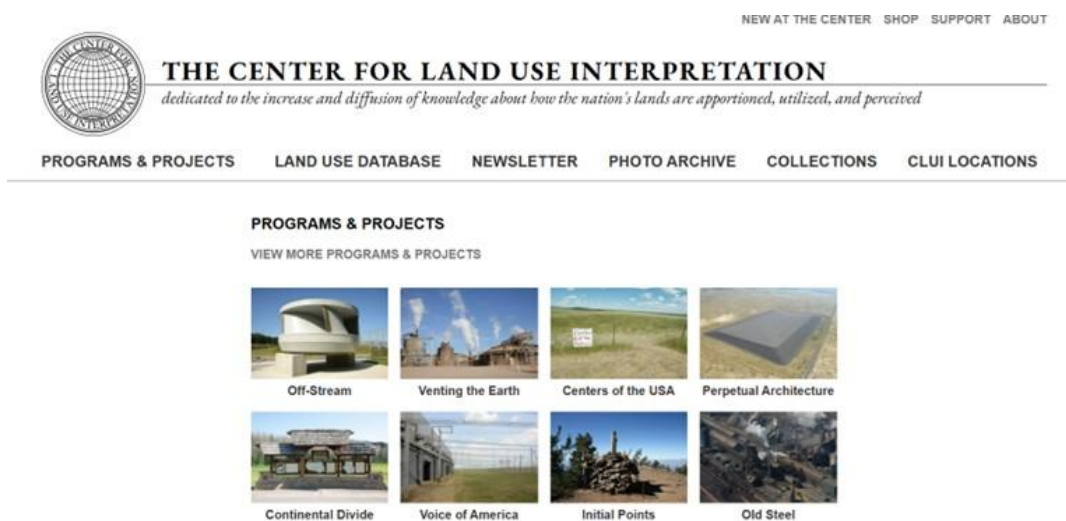 NEW AT THE CENTER SHOP SUPPORT ABOUT
THE CENTER FOR LAND USE INTERPRETATION
dedicated to the increase and diffusion of knowledge about how the nation's lands are apportioned, utilized, and perceived
PROGRAMS & PROJECTS LAND USE DATABASE NEWSLETTER PHOTO ARCHIVE COLLECTIONS CLUI LOCATIONS
PROGRAMS & PROJECTS
VIEW MORE PROGRAMS & PROJECTS
Off-Stream Venting the Earth Centers of the USA Perpetual Architecture
Continental Divide Voice of America Initial Points Old Steel